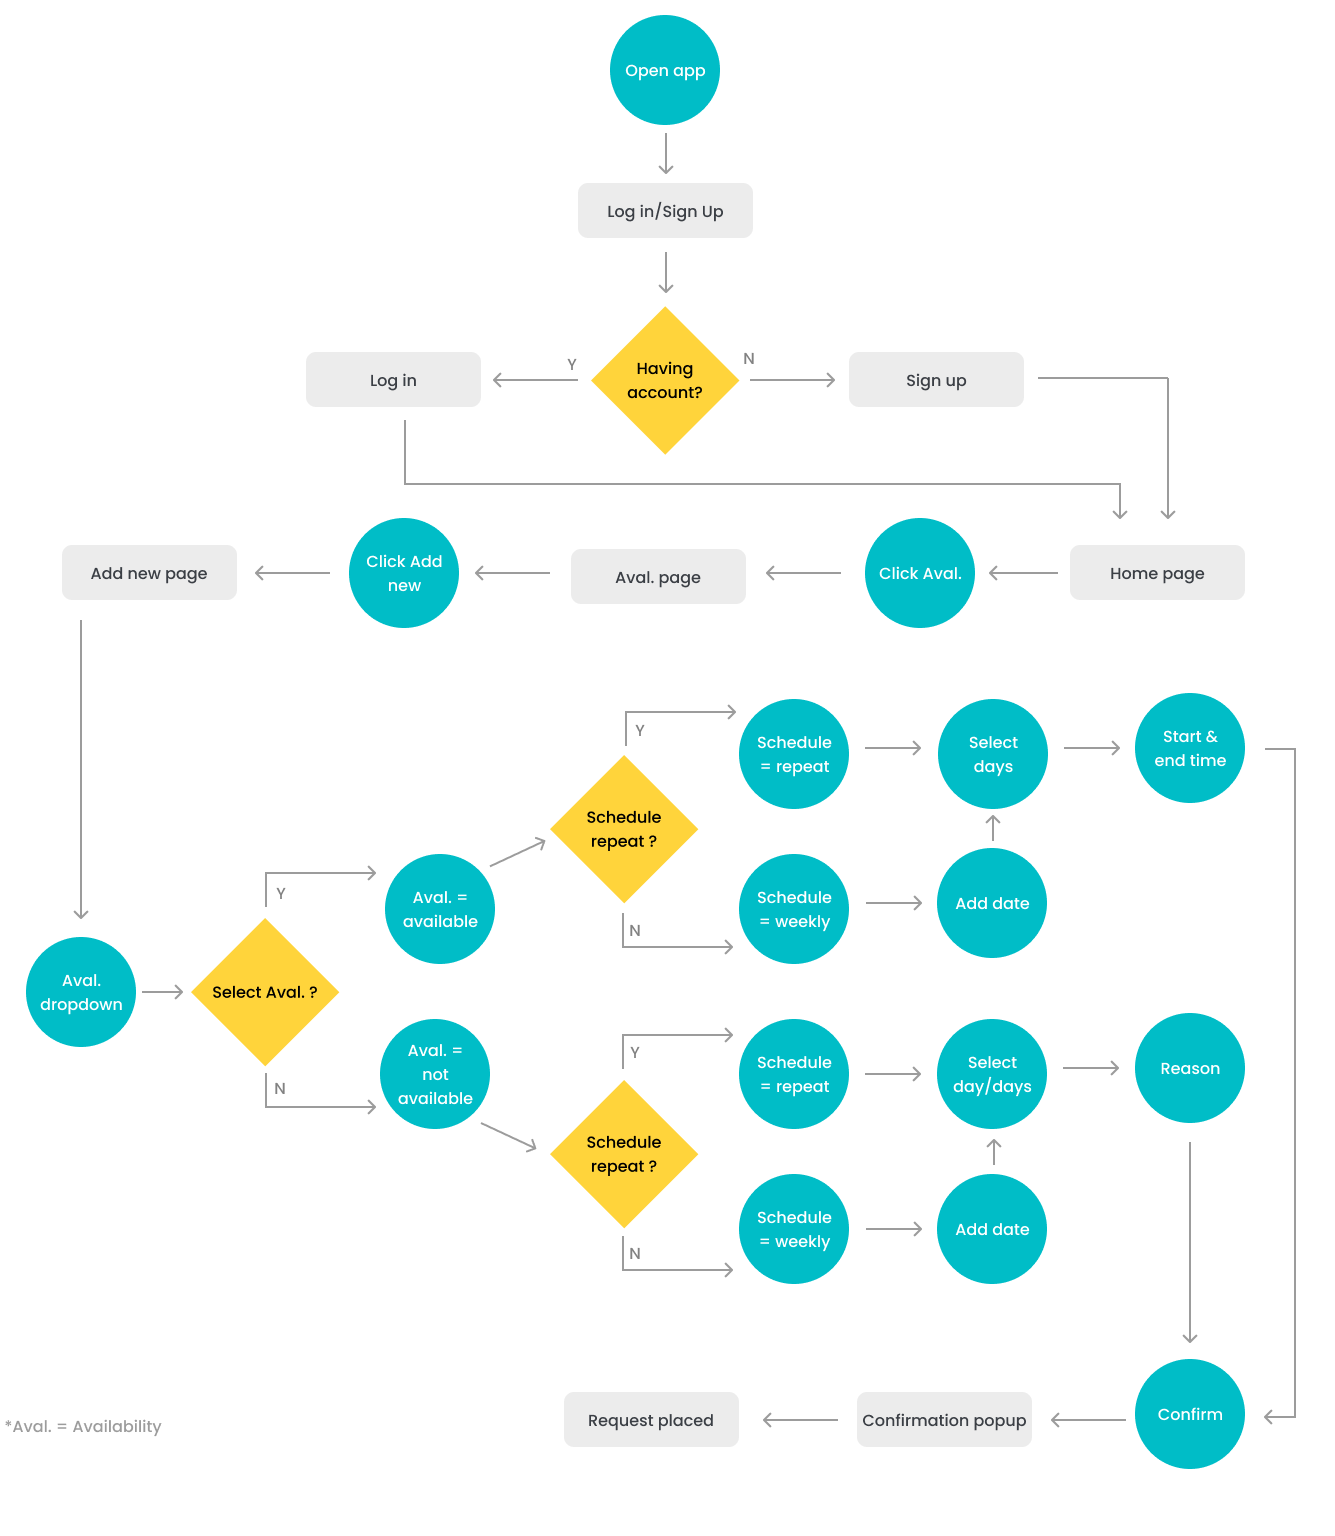 Open app
Log in/Sign Up
Having
account?
Y
N
Log in
Sign up
Home page
Click Aval.
Aval. page
Click Add
new
Add new page
Aval.
dropdown
Select Aval. ?
Y
N
Aval. =
available
Schedule
repeat ?
Y
N
Schedule
= repeat
Select
days
Start &
end time
Schedule
= weekly
Add date
Aval. =
not
available
Schedule
repeat ?
Y
N
Schedule
= repeat
Select
day/days
Reason
Schedule
= weekly
Add date
Confirm
Confirmation popup
Request placed
*Aval. = Availability